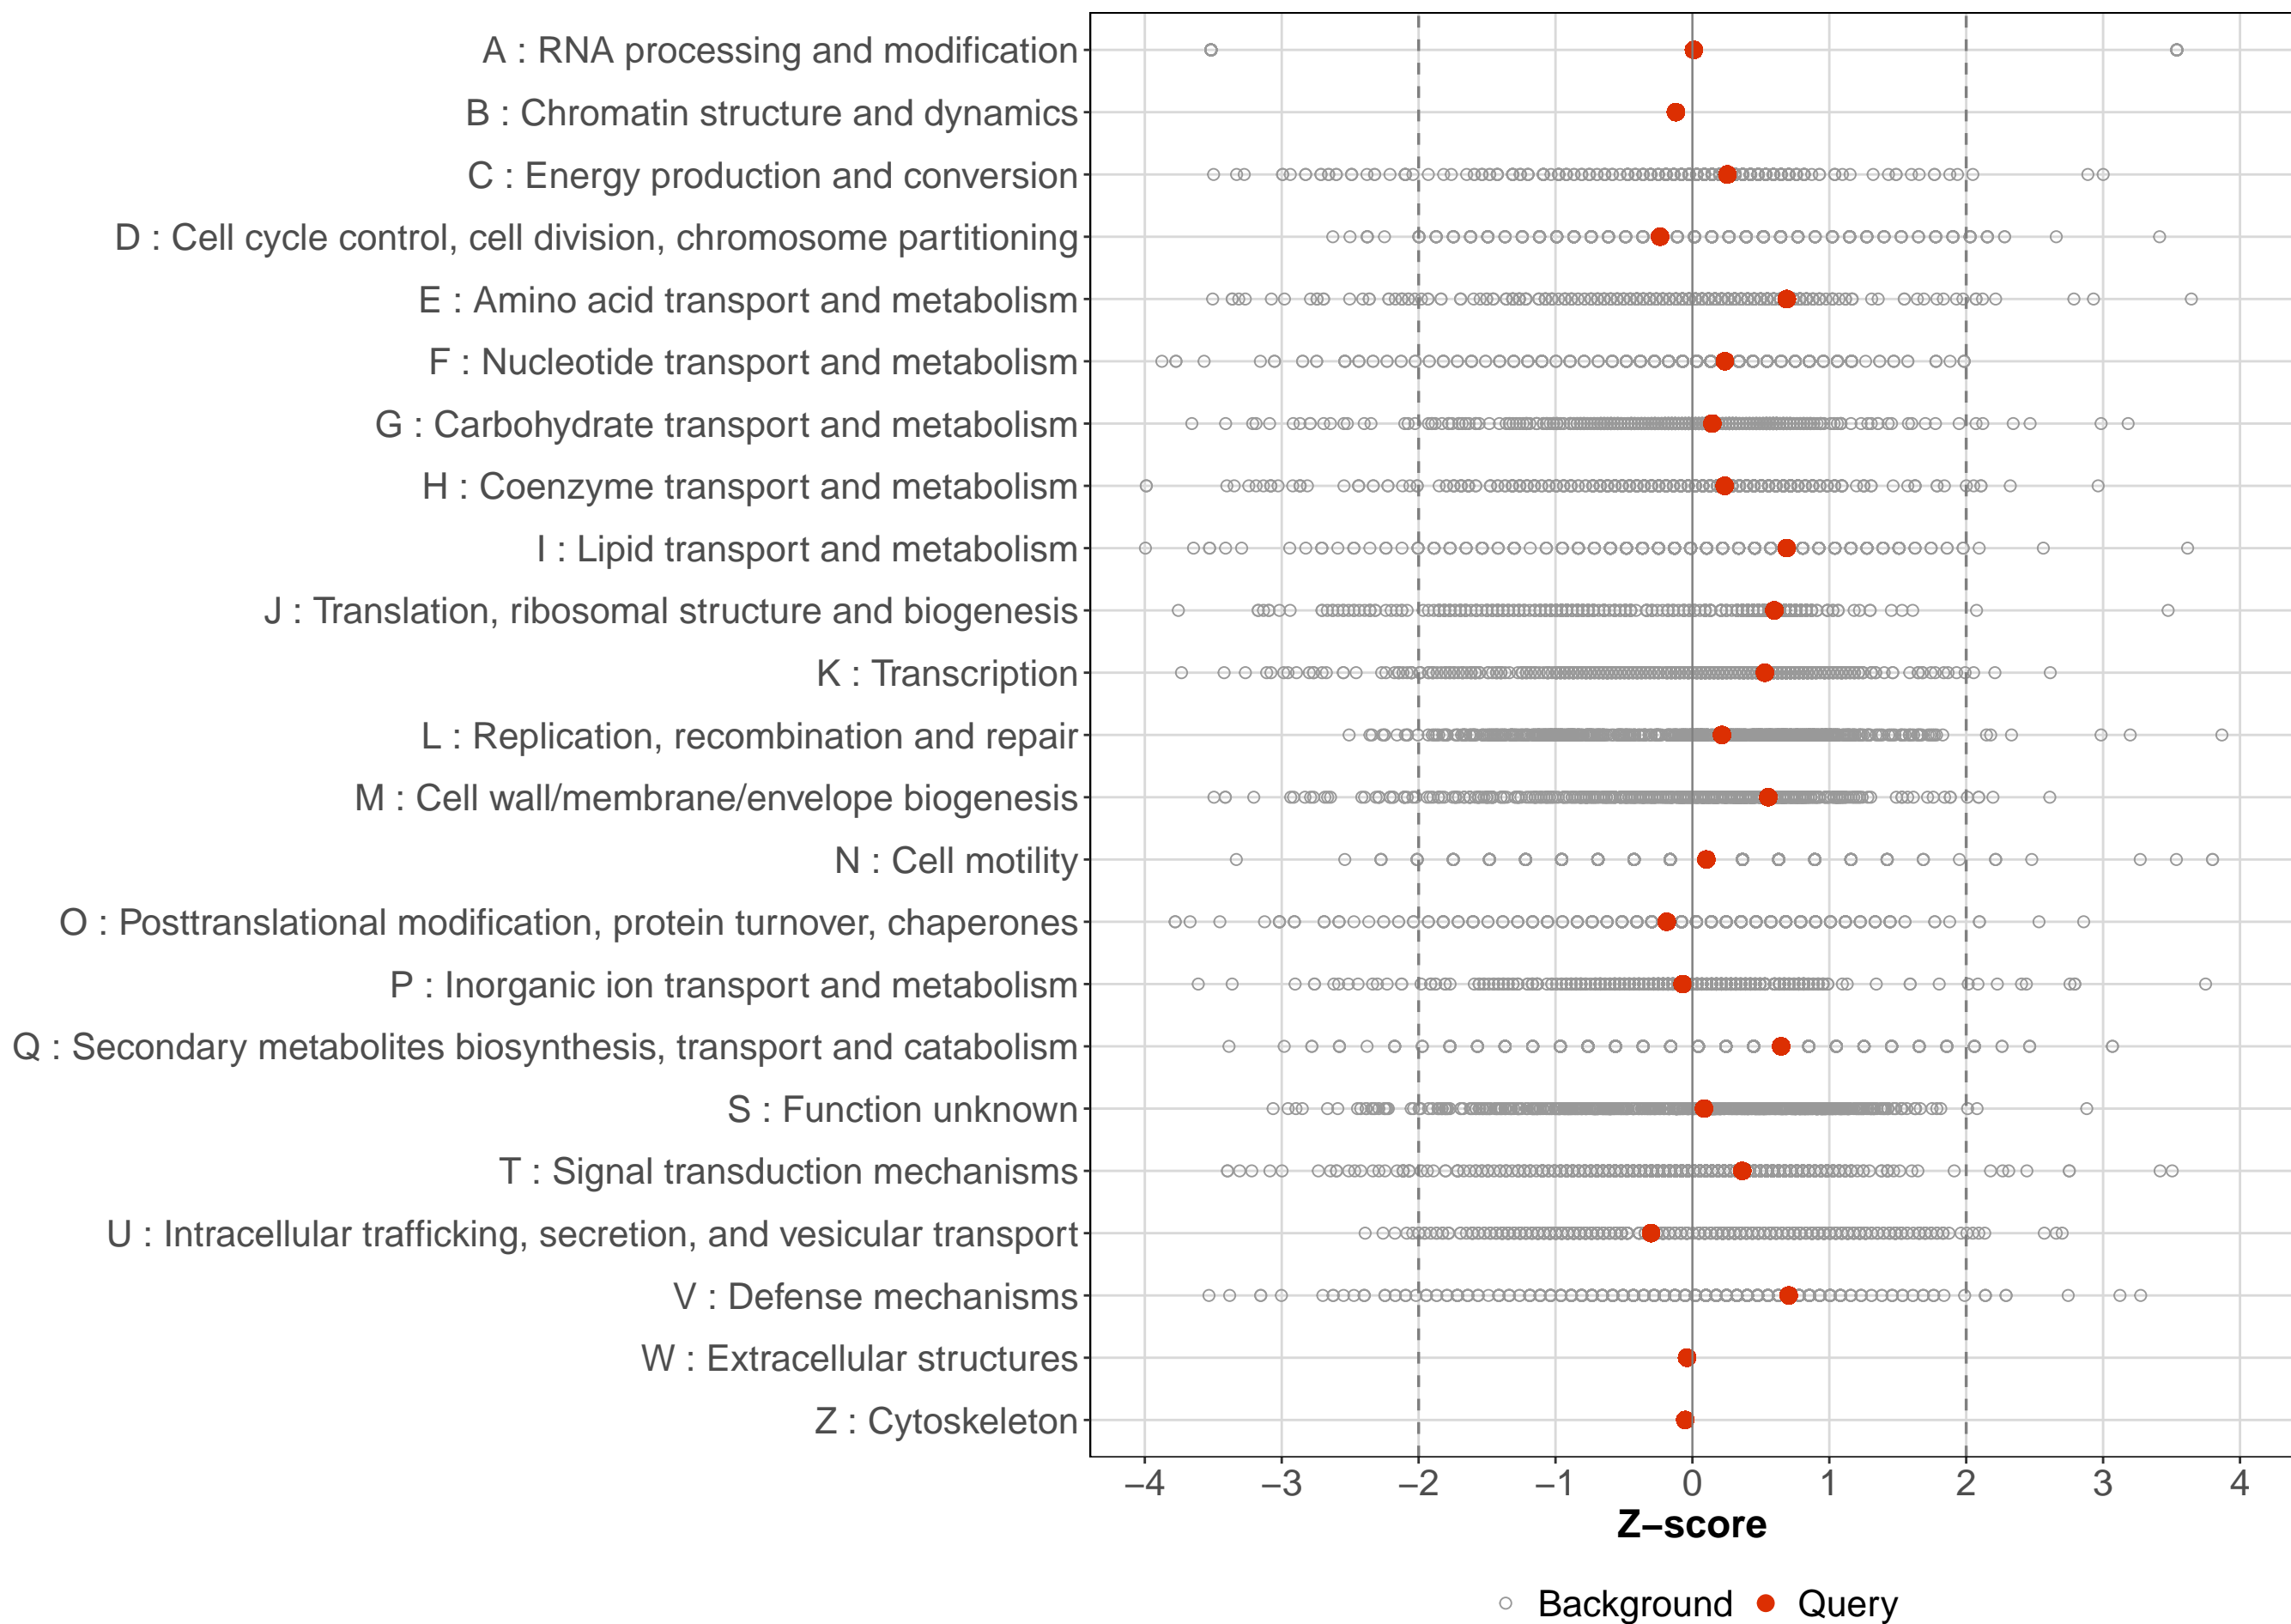 A : RNA processing and modification
B : Chromatin structure and dynamics
C : Energy production and conversion
D : Cell cycle control, cell division, chromosome partitioning
E : Amino acid transport and metabolism
F : Nucleotide transport and metabolism
G : Carbohydrate transport and metabolism
H : Coenzyme transport and metabolism
I : Lipid transport and metabolism
J : Translation, ribosomal structure and biogenesis
K : Transcription
L : Replication, recombination and repair
M : Cell wall/membrane/envelope biogenesis
N : Cell motility
O : Posttranslational modification, protein turnover, chaperones
P : Inorganic ion transport and metabolism
Q : Secondary metabolites biosynthesis, transport and catabolism
S : Function unknown
T : Signal transduction mechanisms
U : Intracellular trafficking, secretion, and vesicular transport
V : Defense mechanisms
W : Extracellular structures
Z : Cytoskeleton
−4 −3 −2 −1 0 1 2 3 4
Z−score
Background Query